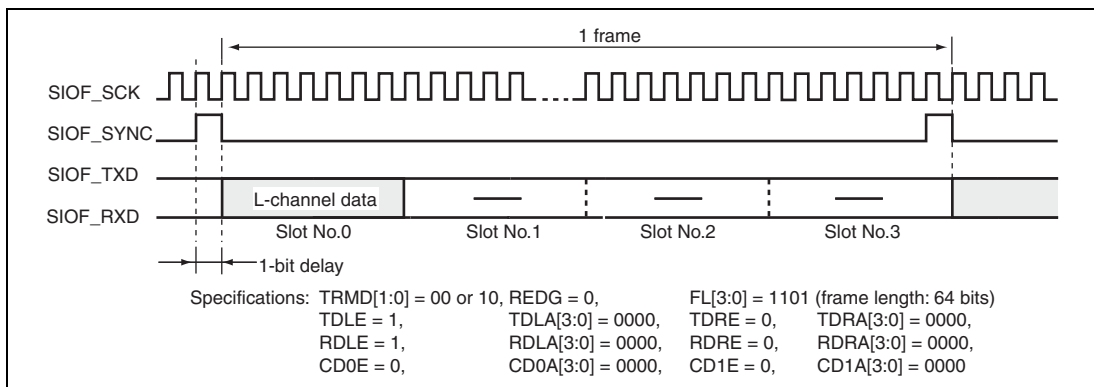 1 frame
SIOF_SCK
SIOF_SYNC
SIOF_TXD
L-channel data
SIOF_RXD
Slot No.0 Slot No.1 Slot No.2 Slot No.3
1-bit delay
Specifications: TRMD[1:0] = 00 or 10, REDG = 0, FL[3:0] = 1101 (frame length: 64 bits)
TDLE = 1, TDLA[3:0] = 0000, TDRE = 0, TDRA[3:0] = 0000,
RDLE = 1, RDLA[3:0] = 0000, RDRE = 0, RDRA[3:0] = 0000,
CD0E = 0, CD0A[3:0] = 0000, CD1E = 0, CD1A[3:0] = 0000